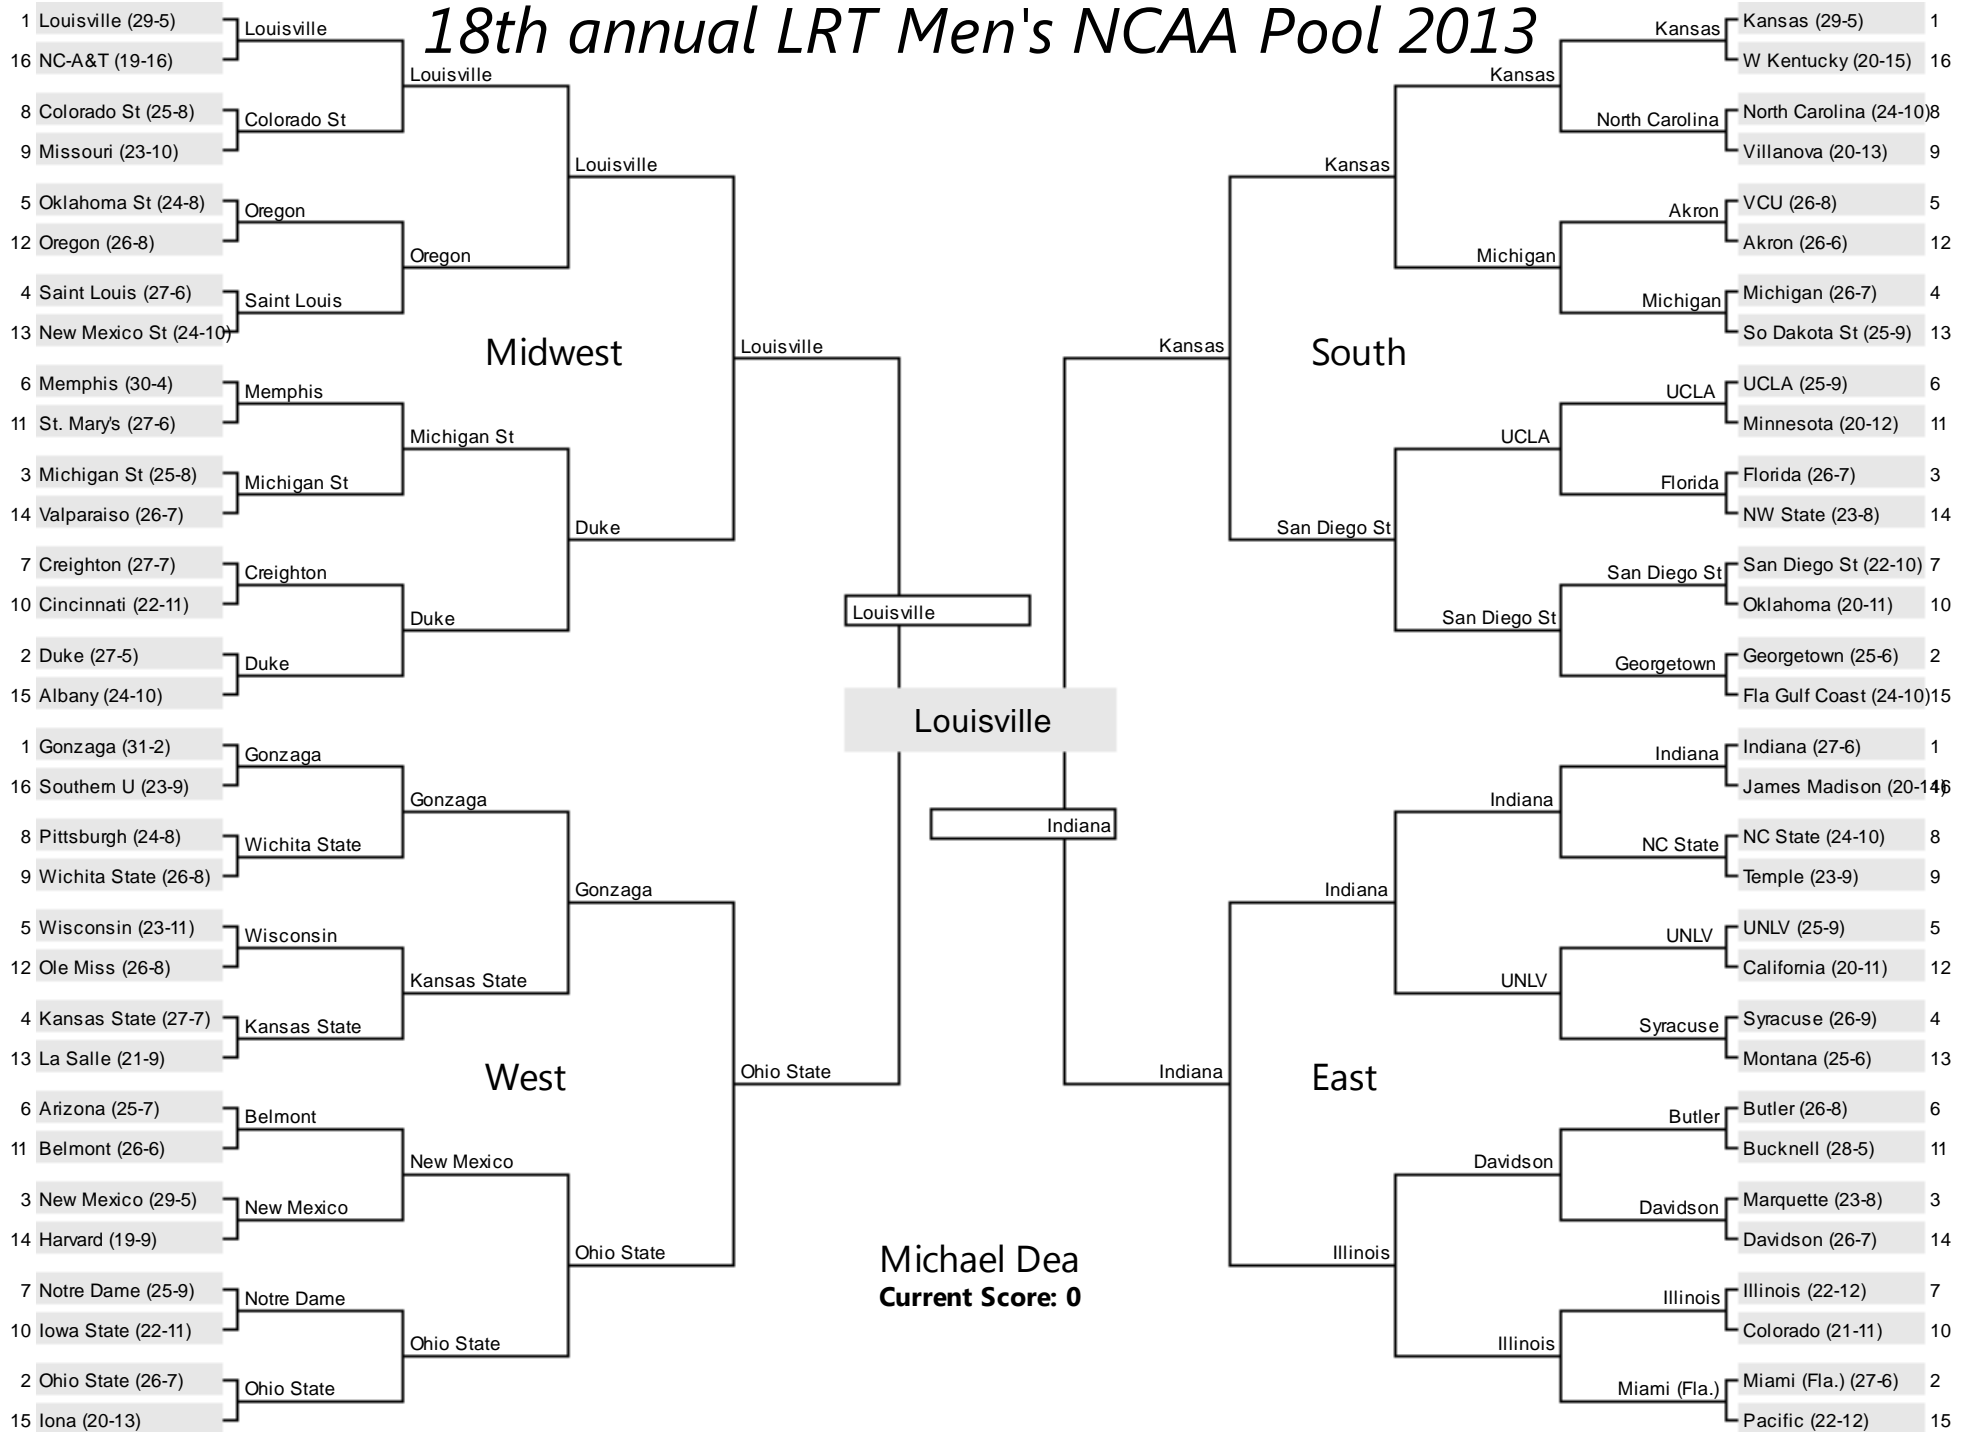 18th annual LRT Men's NCAA Pool 2013
1 Louisville (29-5)
16 NC-A&T (19-16)
8 Colorado St (25-8)
9 Missouri (23-10)
5 Oklahoma St (24-8)
12 Oregon (26-8)
4 Saint Louis (27-6)
13 New Mexico St (24-10)
6 Memphis (30-4)
11 St. Mary's (27-6)
3 Michigan St (25-8)
14 Valparaiso (26-7)
7 Creighton (27-7)
10 Cincinnati (22-11)
2 Duke (27-5)
15 Albany (24-10)
1 Gonzaga (31-2)
16 Southern U (23-9)
8 Pittsburgh (24-8)
9 Wichita State (26-8)
5 Wisconsin (23-11)
12 Ole Miss (26-8)
4 Kansas State (27-7)
13 La Salle (21-9)
6 Arizona (25-7)
11 Belmont (26-6)
3 New Mexico (29-5)
14 Harvard (19-9)
7 Notre Dame (25-9)
10 Iowa State (22-11)
2 Ohio State (26-7)
15 Iona (20-13)
Louisville
Colorado St
Oregon
Saint Louis
Memphis
Michigan St
Creighton
Duke
Gonzaga
Wichita State
Wisconsin
Kansas State
Belmont
New Mexico
Notre Dame
Ohio State
Louisville
Oregon
Michigan St
Duke
Gonzaga
Kansas State
New Mexico
Ohio State
Louisville
Duke
Gonzaga
Ohio State
Midwest
West
Louisville
Ohio State
Louisville
Louisville
Indiana
Michael Dea
Current Score: 0
Kansas
Indiana
South
East
Kansas
San Diego St
Indiana
Illinois
Kansas
Michigan
UCLA
San Diego St
Indiana
UNLV
Davidson
Illinois
Kansas
North Carolina
Akron
Michigan
UCLA
Florida
San Diego St
Georgetown
Indiana
NC State
UNLV
Syracuse
Butler
Davidson
Illinois
Miami (Fla.)
Kansas (29-5) 1
W Kentucky (20-15) 16
North Carolina (24-10) 8
Villanova (20-13) 9
VCU (26-8) 5
Akron (26-6) 12
Michigan (26-7) 4
So Dakota St (25-9) 13
UCLA (25-9) 6
Minnesota (20-12) 11
Florida (26-7) 3
NW State (23-8) 14
San Diego St (22-10) 7
Oklahoma (20-11) 10
Georgetown (25-6) 2
Fla Gulf Coast (24-10) 15
Indiana (27-6) 1
James Madison (20-14) 16
NC State (24-10) 8
Temple (23-9) 9
UNLV (25-9) 5
California (20-11) 12
Syracuse (26-9) 4
Montana (25-6) 13
Butler (26-8) 6
Bucknell (28-5) 11
Marquette (23-8) 3
Davidson (26-7) 14
Illinois (22-12) 7
Colorado (21-11) 10
Miami (Fla.) (27-6) 2
Pacific (22-12) 15